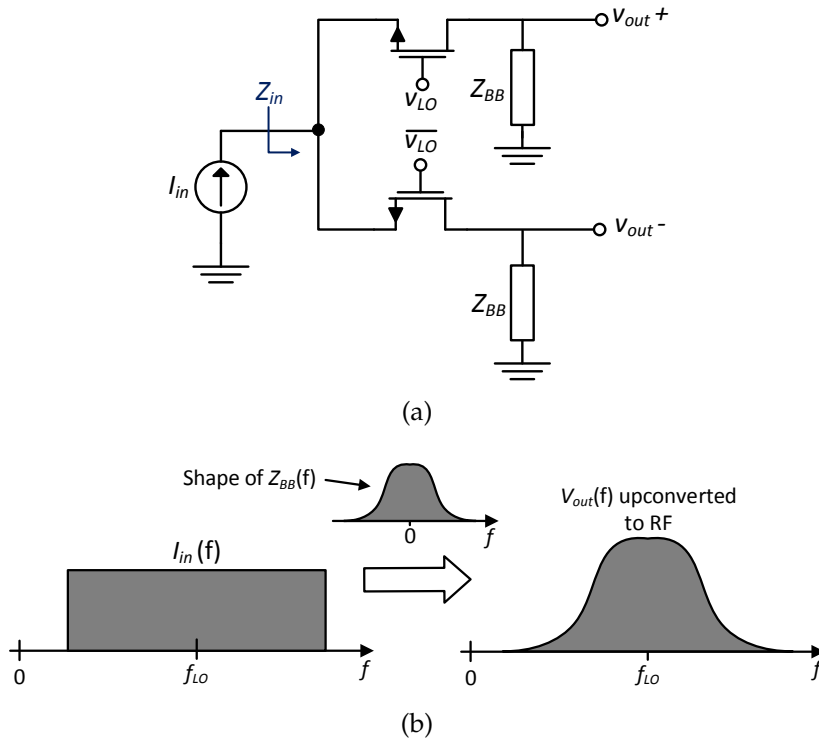 v_out+
Z_BB
v_LO
Z_in
\overline{v_LO}
I_in
v_out-
Z_BB
(a)
Shape of Z_BB(f)
0
f
V_out(f) upconverted
to RF
I_in(f)
0
f_LO
f
0
f_LO
f
(b)